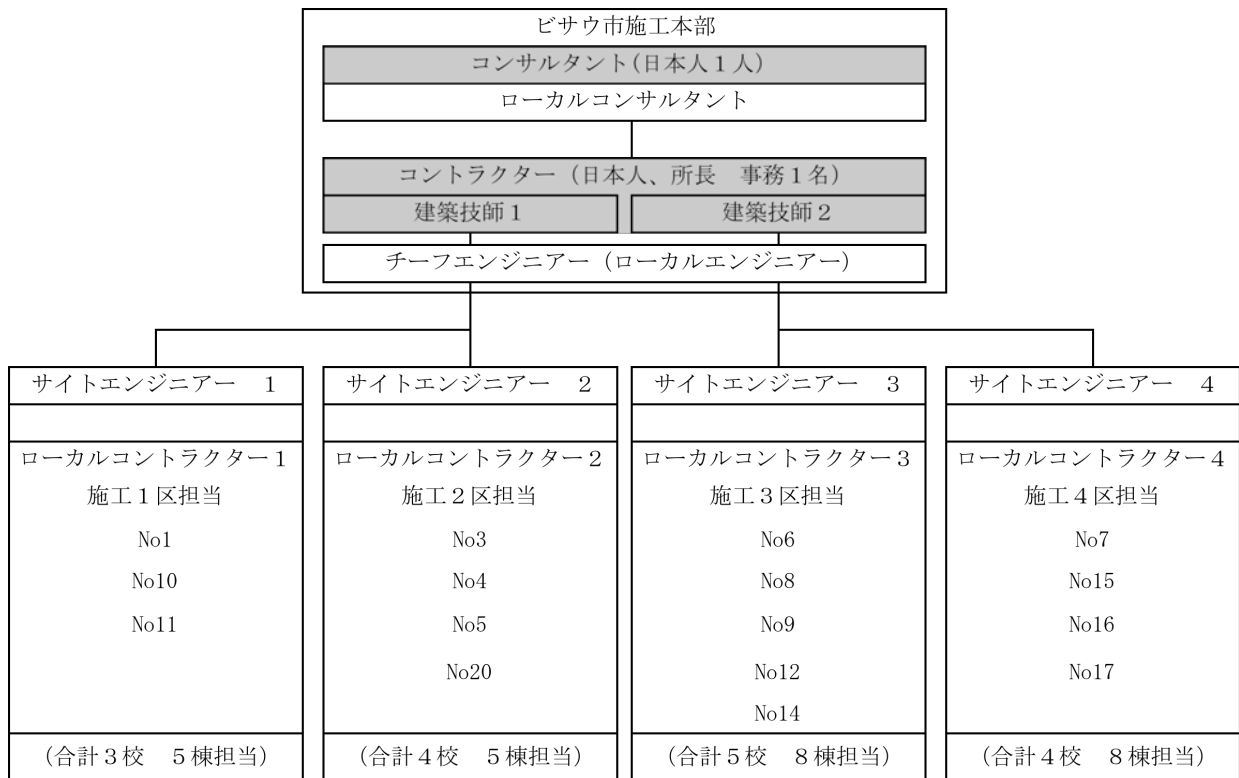 ビサウ市施工本部
コンサルタント(日本人１人)
ローカルコンサルタント
コントラクター（日本人、所長　事務１名）
建築技師１
建築技師２
チーフエンジニアー（ローカルエンジニアー）
サイトエンジニアー　１
ローカルコントラクター１
施工１区担当
No1
No10
No11
(合計３校　５棟担当)
サイトエンジニアー　２
ローカルコントラクター２
施工２区担当
No3
No4
No5
No20
(合計４校　５棟担当)
サイトエンジニアー　３
ローカルコントラクター３
施工３区担当
No6
No8
No9
No12
No14
(合計５校　８棟担当)
サイトエンジニアー　４
ローカルコントラクター４
施工４区担当
No7
No15
No16
No17
(合計４校　８棟担当)